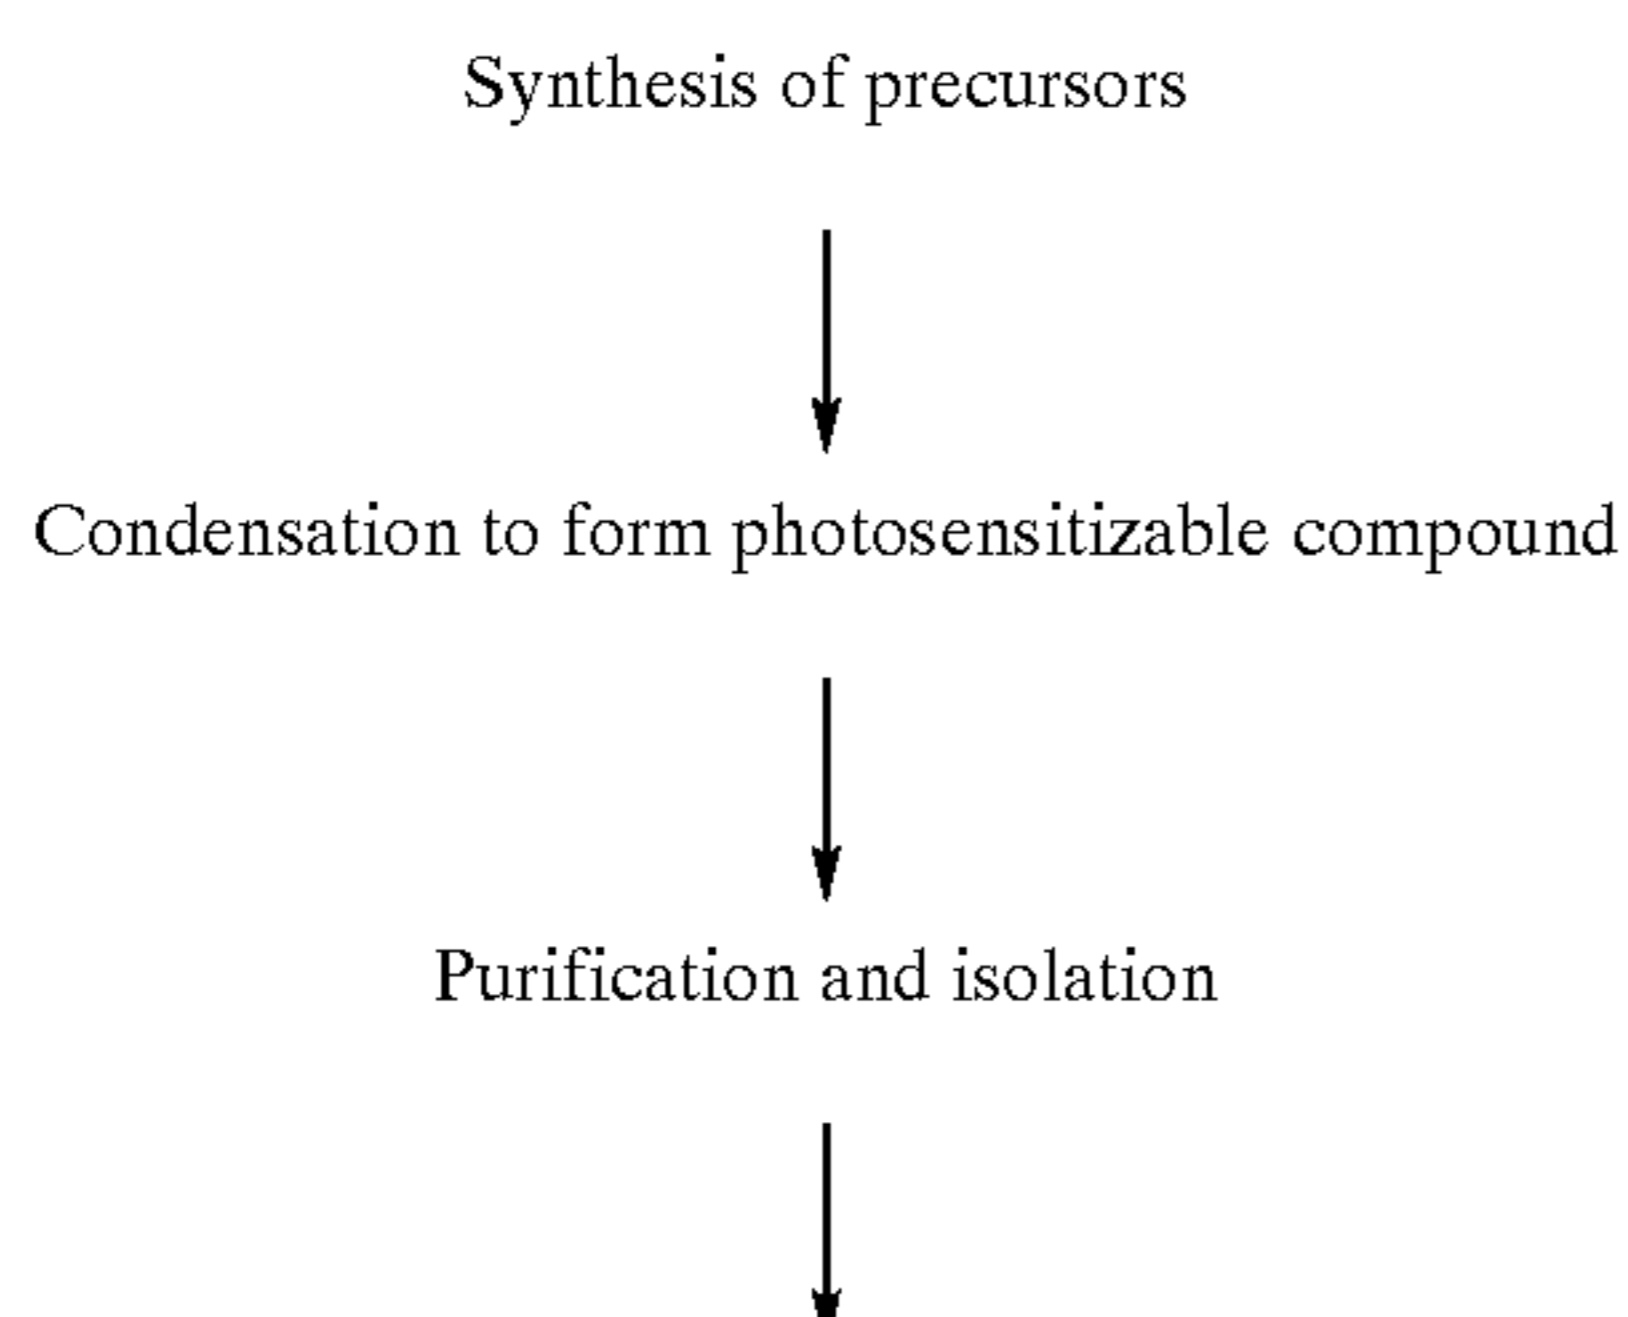 Synthesis of precursors
Condensation to form photosensitizable compound
Purification and isolation